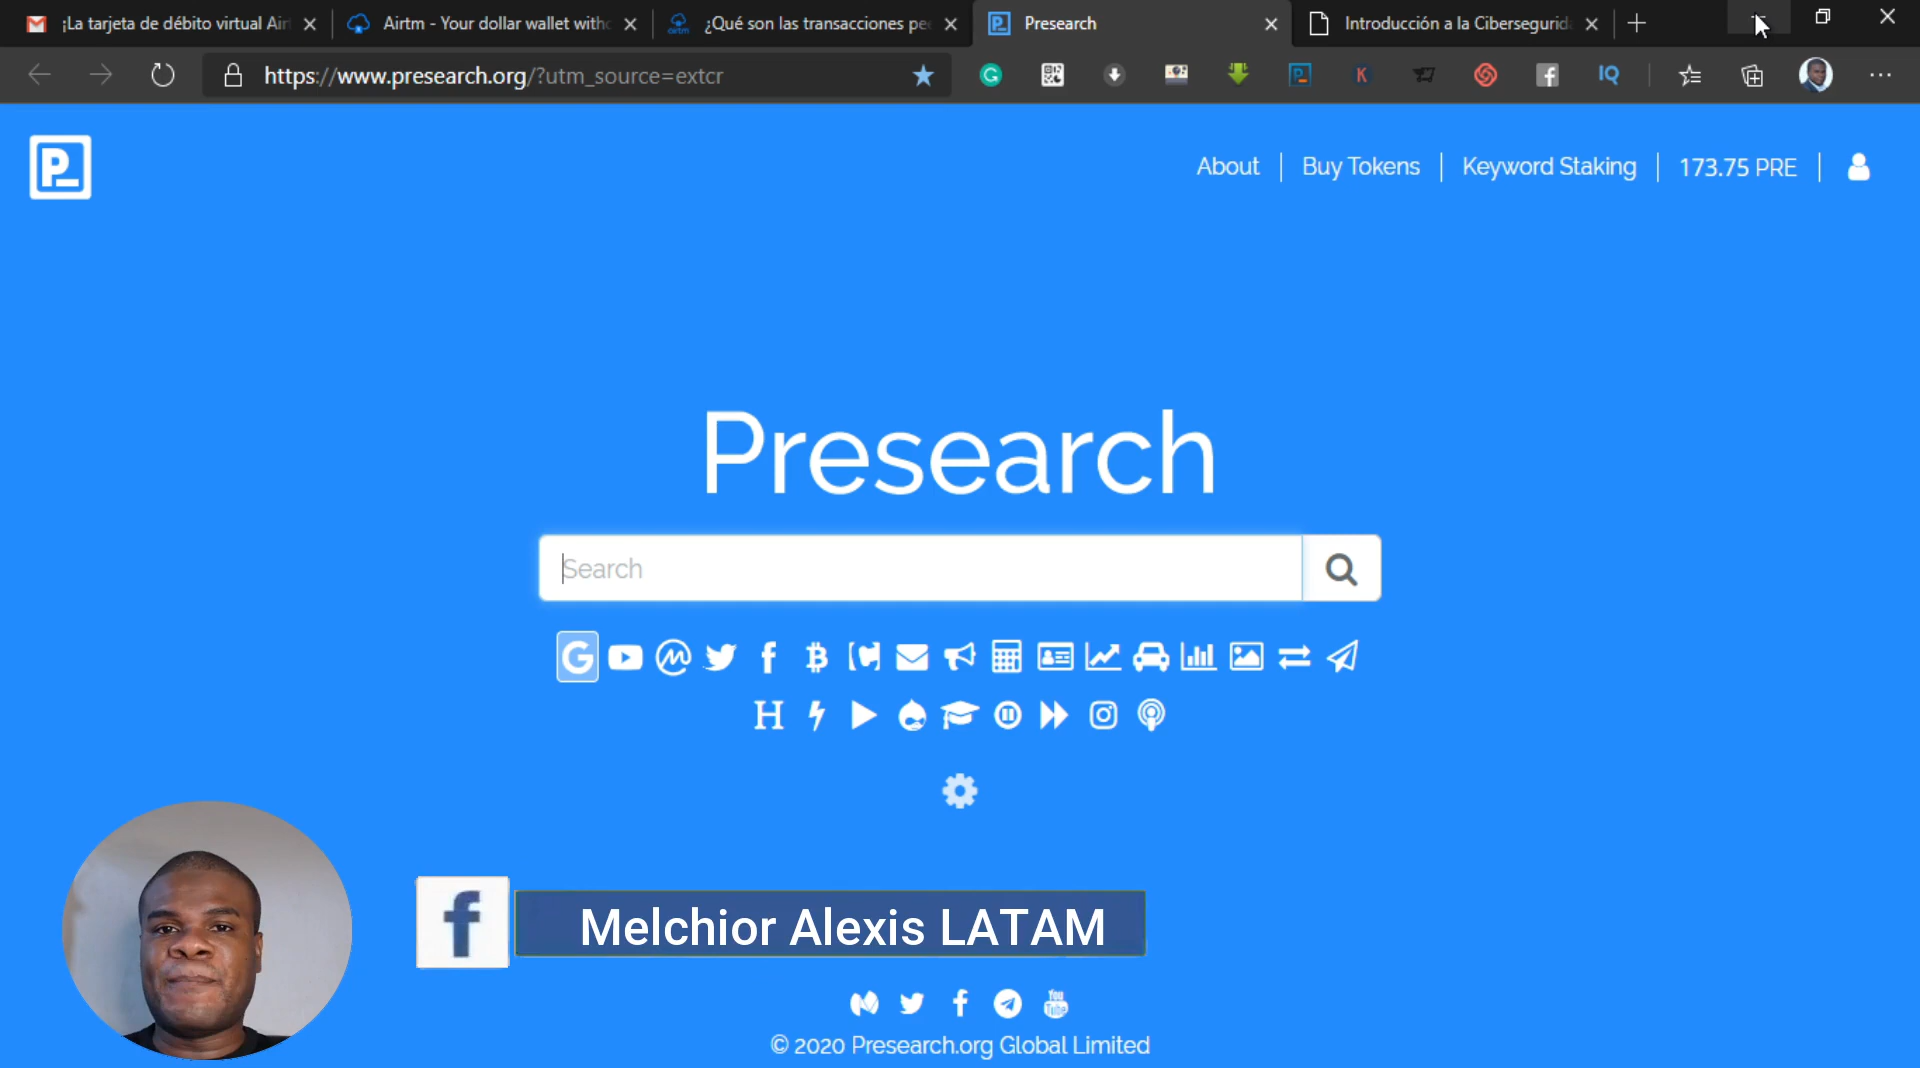 ¡La tarjeta de débito virtual Air
Airtm - Your dollar wallet witho
¿Qué son las transacciones pe
Presearch
Introducción a la Cibersegurid
https://www.presearch.org/?utm_source=extcr
About
Buy Tokens
Keyword Staking
173.75 PRE
Presearch
Search
Melchior Alexis LATAM
© 2020 Presearch.org Global Limited